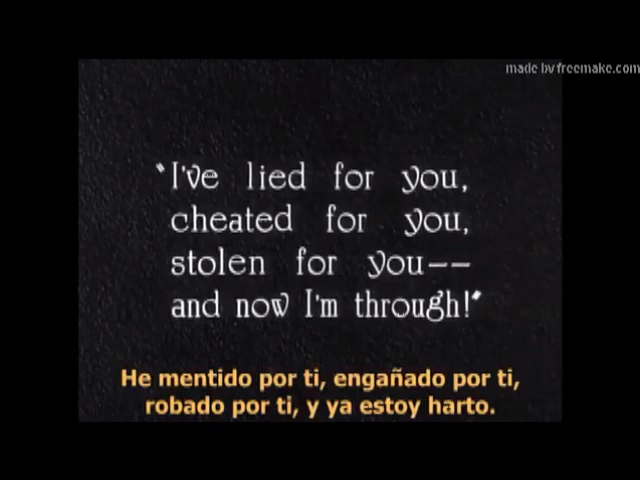 made by freemake.com
"I've lied for you,
cheated for you,
stolen for you--
and now I'm through!"
He mentido por ti, engañado por ti,
robado por ti, y ya estoy harto.